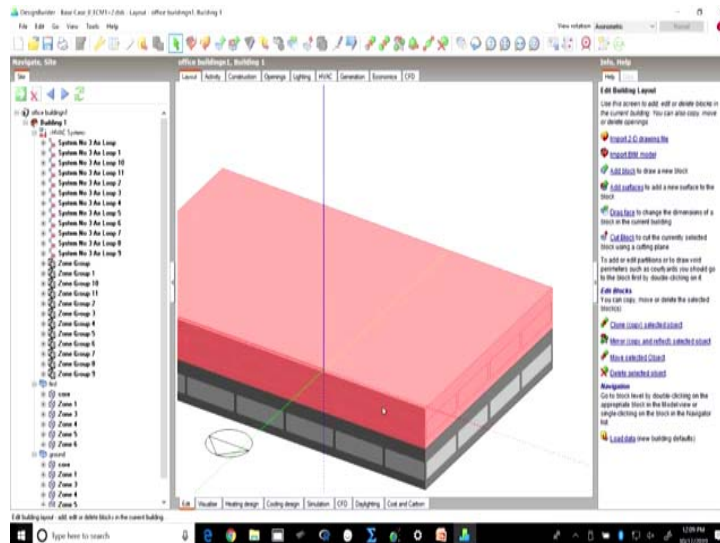 DesignBuilder - Base Case (ECM1+2.dsb - Layout - office buildings1, Building 1
File Edit Go View Tools Help
View rotation Axonometric
Navigate, Site
office buildings1, Building 1
Info, Help
Site
Layout Activity Construction Openings Lighting HVAC Generation Economics CFD
Help
office buildings1
Building 1
HVAC Systems
System No 3 Air Loop
System No 3 Air Loop 1
System No 3 Air Loop 10
System No 3 Air Loop 11
System No 3 Air Loop 2
System No 3 Air Loop 3
System No 3 Air Loop 4
System No 3 Air Loop 5
System No 3 Air Loop 6
System No 3 Air Loop 7
System No 3 Air Loop 8
System No 3 Air Loop 9
Zone Group
Zone Group 1
Zone Group 10
Zone Group 11
Zone Group 2
Zone Group 3
Zone Group 4
Zone Group 5
Zone Group 6
Zone Group 7
Zone Group 8
Zone Group 9
core
Zone 1
Zone 3
Zone 4
Zone 5
Zone 6
ground
core
Zone 1
Zone 3
Zone 4
Zone 5
Edit Building Layout
Use this screen to add, edit or delete blocks in
the current building. You can also copy, move
or delete openings
Import 2-D drawing file
Import BIM model
Add block to draw a new block
Add surfaces to add a new surface to the
block
Drag face to change the dimensions of a
block in the current building
Cut Block to cut the currently selected
block using a cutting plane
To add or edit partitions or to draw void
perimeters such as courtyards you should go
to the block first by double-clicking on it
Edit Blocks
You can copy, move or delete the selected
block(s)
Clone (copy) selected object
Mirror (copy and reflect) selected object
Move selected Object
Delete selected object
Navigation
Go to block level by double-clicking on the
appropriate block in the Model view or
single-clicking on the block in the Navigator
list
Load data (new building defaults)
Edit Visualise Heating design Cooling design Simulation CFD Daylighting Cost and Carbon
Edit building layout - add, edit or delete blocks in the current building
Type here to search
12:09 PM